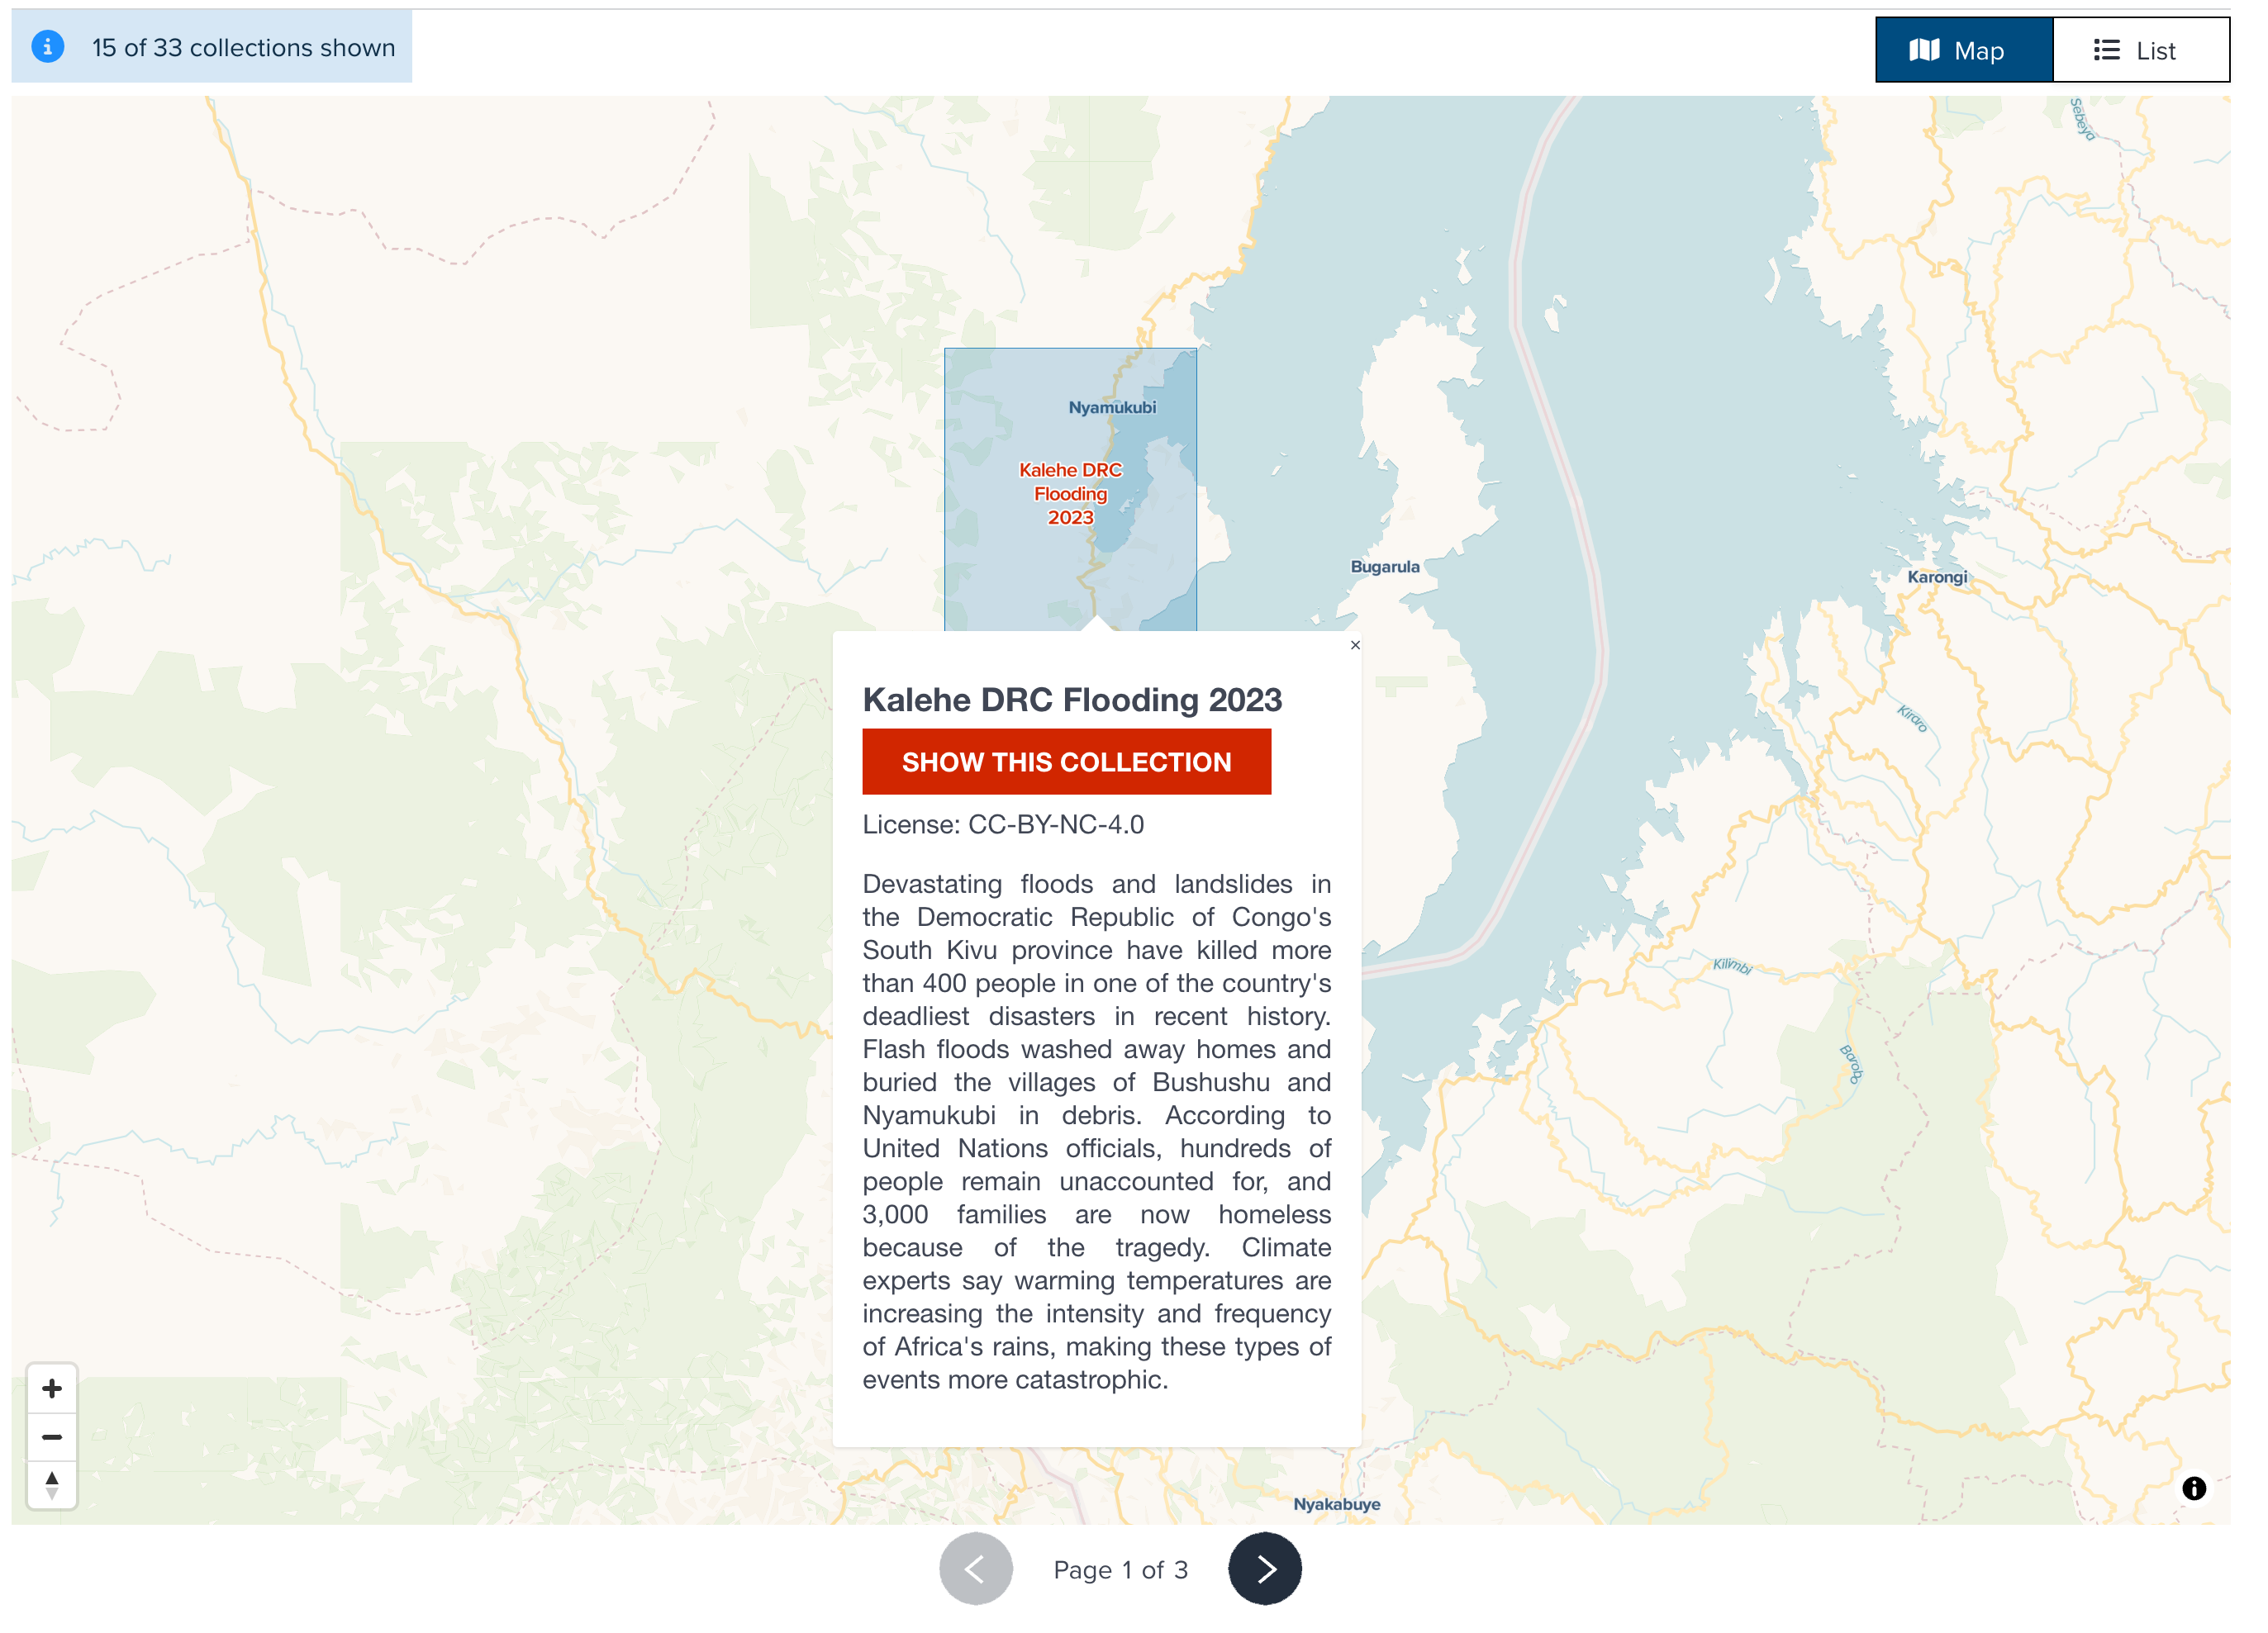 15 of 33 collections shown
Map
List
Sebeya
Nyamukubi
Kalehe DRC
Flooding
2023
Bugarula
Karongi
×
Kalehe DRC Flooding 2023
SHOW THIS COLLECTION
License: CC-BY-NC-4.0
Devastating floods and landslides in
the Democratic Republic of Congo's
South Kivu province have killed more
than 400 people in one of the country's
deadliest disasters in recent history.
Flash floods washed away homes and
buried the villages of Bushushu and
Nyamukubi in debris. According to
United Nations officials, hundreds of
people remain unaccounted for, and
3,000 families are now homeless
because of the tragedy. Climate
experts say warming temperatures are
increasing the intensity and frequency
of Africa's rains, making these types of
events more catastrophic.
Kiraro
Kilimbi
Barobo
Nyakabuye
Page 1 of 3